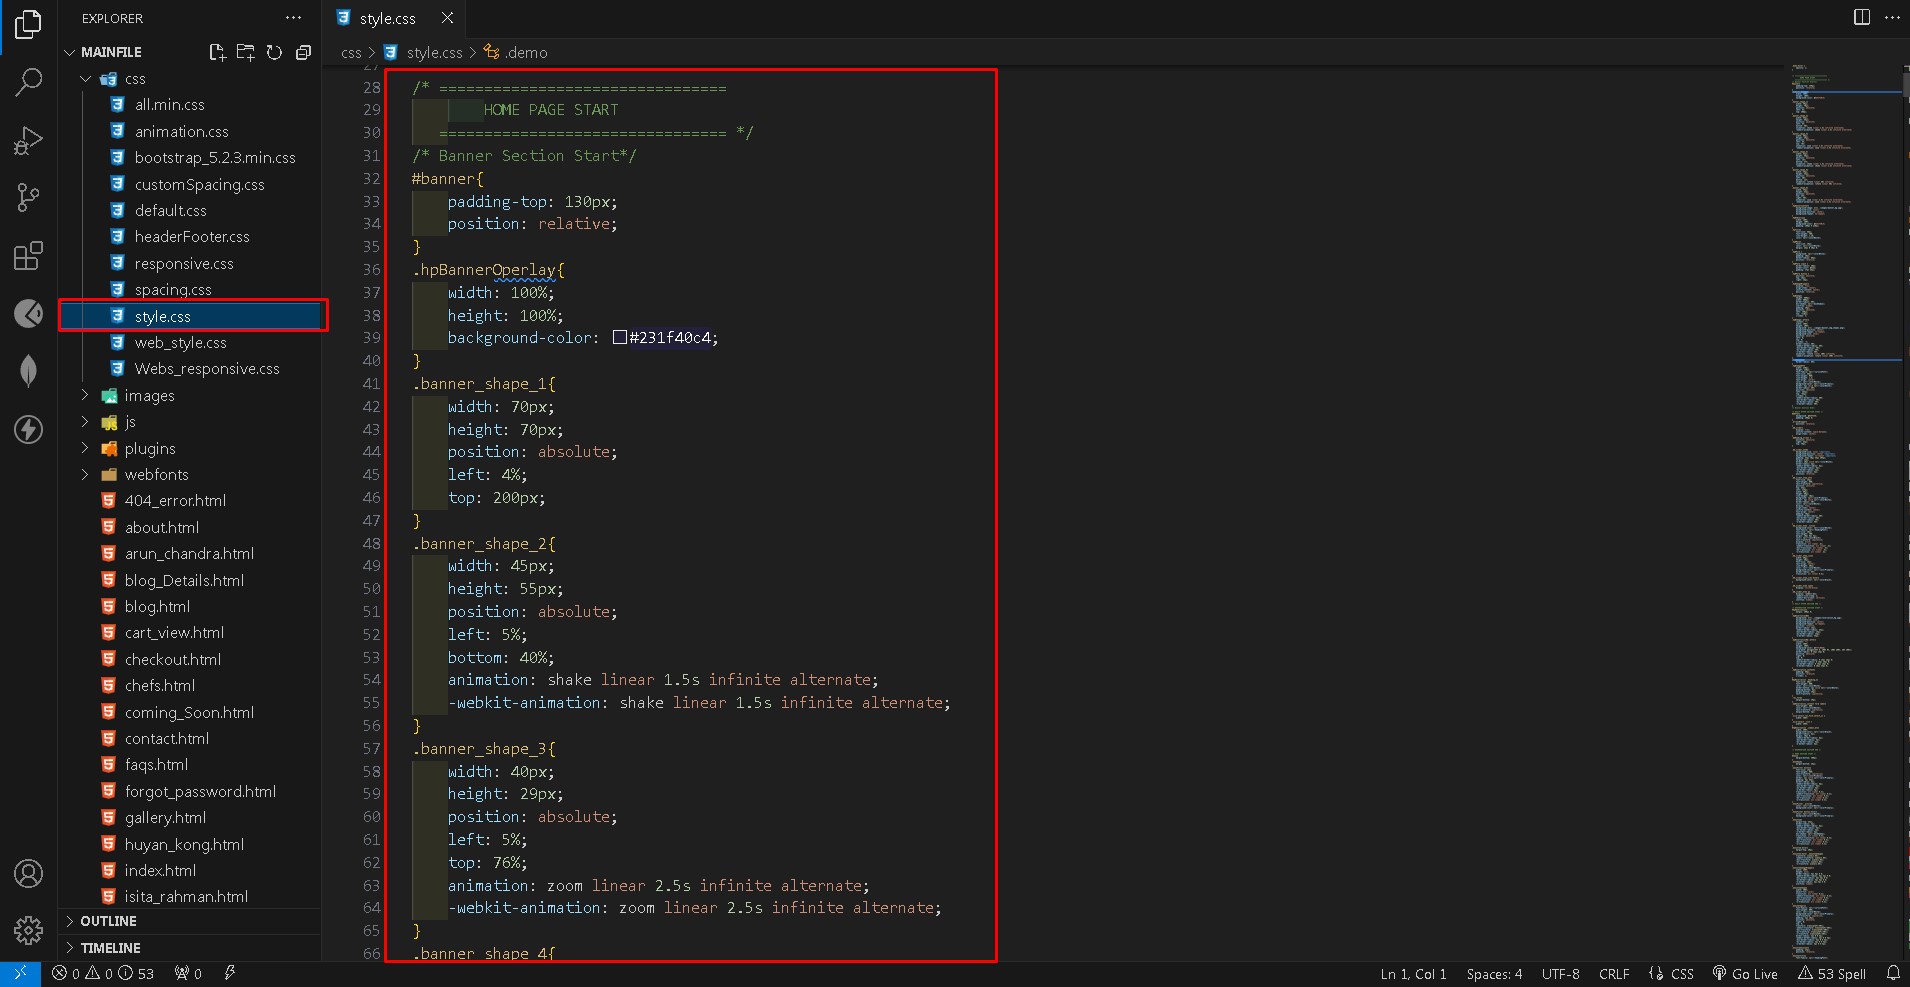 EXPLORER
MAINFILE
css
all.min.css
animation.css
bootstrap_5.2.3.min.css
customSpacing.css
default.css
headerFooter.css
responsive.css
spacing.css
style.css
web_style.css
Webs_responsive.css
images
js
plugins
webfonts
404_error.html
about.html
arun_chandra.html
blog_Details.html
blog.html
cart_view.html
checkout.html
chefs.html
coming_Soon.html
contact.html
faqs.html
forgot_password.html
gallery.html
huyan_kong.html
index.html
isita_rahman.html
OUTLINE
TIMELINE
style.css
css > style.css > .demo
27
28 /* ================================
29 HOME PAGE START
30 ================================ */
31 /* Banner Section Start*/
32 #banner{
33 padding-top: 130px;
34 position: relative;
35 }
36 .hpBannerOperlay{
37 width: 100%;
38 height: 100%;
39 background-color: #231f40c4;
40 }
41 .banner_shape_1{
42 width: 70px;
43 height: 70px;
44 position: absolute;
45 left: 4%;
46 top: 200px;
47 }
48 .banner_shape_2{
49 width: 45px;
50 height: 55px;
51 position: absolute;
52 left: 5%;
53 bottom: 40%;
54 animation: shake linear 1.5s infinite alternate;
55 -webkit-animation: shake linear 1.5s infinite alternate;
56 }
57 .banner_shape_3{
58 width: 40px;
59 height: 29px;
60 position: absolute;
61 left: 5%;
62 top: 76%;
63 animation: zoom linear 2.5s infinite alternate;
64 -webkit-animation: zoom linear 2.5s infinite alternate;
65 }
66 .banner_shape_4{
0 0 53 0 Ln 1, Col 1 Spaces: 4 UTF-8 CRLF CSS Go Live 53 Spell